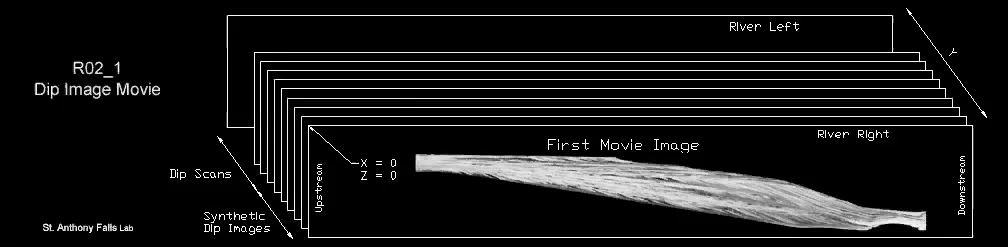 R02_1
Dip Image Movie
River Left
Y
River Right
First Movie Image
X = 0
Z = 0
Upstream
Downstream
Dip Scans
Synthetic
Dip Images
St. Anthony Falls Lab